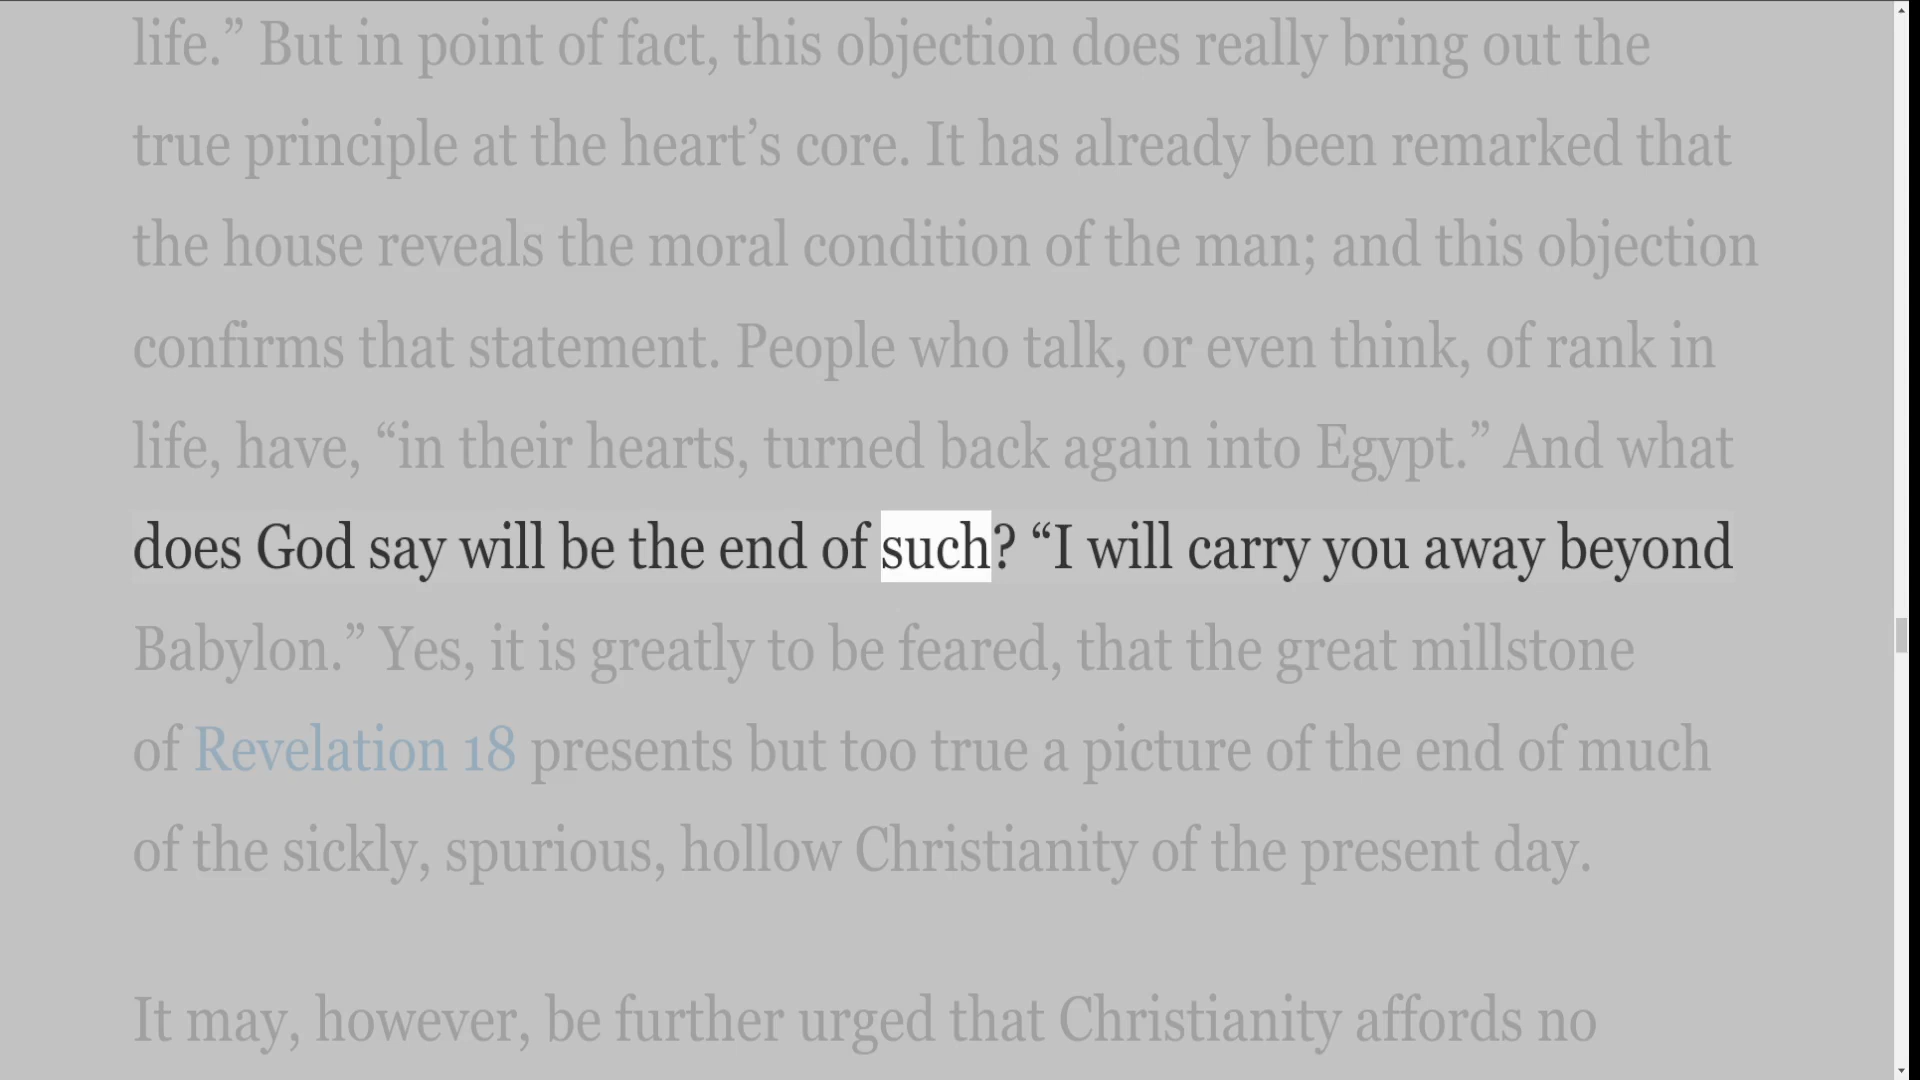 life.” But in point of fact, this objection does really bring out the
true principle at the heart’s core. It has already been remarked that
the house reveals the moral condition of the man; and this objection
confirms that statement. People who talk, or even think, of rank in
life, have, “in their hearts, turned back again into Egypt.” And what
does God say will be the end of such? “I will carry you away beyond
Babylon.” Yes, it is greatly to be feared, that the great millstone
of Revelation 18 presents but too true a picture of the end of much
of the sickly, spurious, hollow Christianity of the present day.
It may, however, be further urged that Christianity affords no